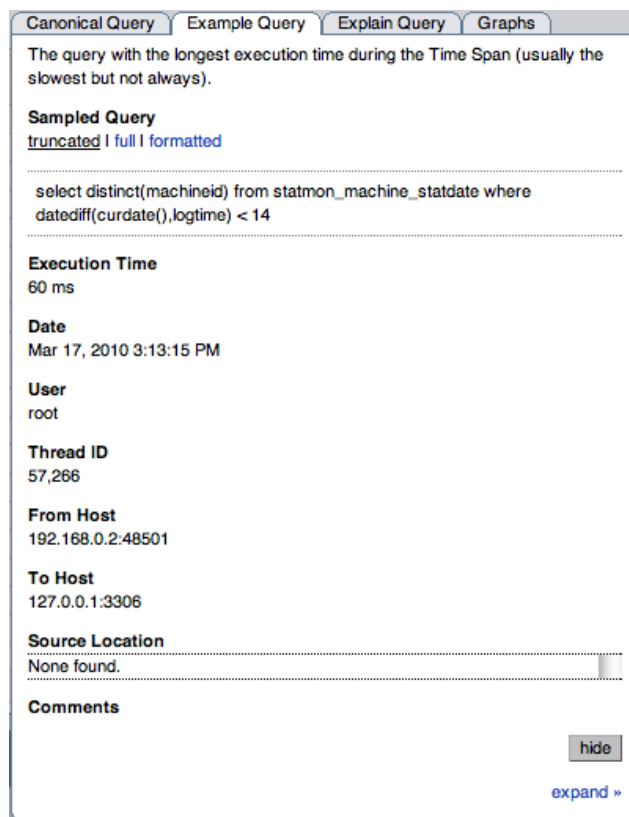 Canonical Query Example Query Explain Query Graphs
The query with the longest execution time during the Time Span (usually the
slowest but not always).
Sampled Query
truncated | full | formatted
select distinct(machineid) from statmon_machine_statdate where
datediff(curdate(),logtime) < 14
Execution Time
60 ms
Date
Mar 17, 2010 3:13:15 PM
User
root
Thread ID
57,266
From Host
192.168.0.2:48501
To Host
127.0.0.1:3306
Source Location
None found.
Comments
hide
expand »